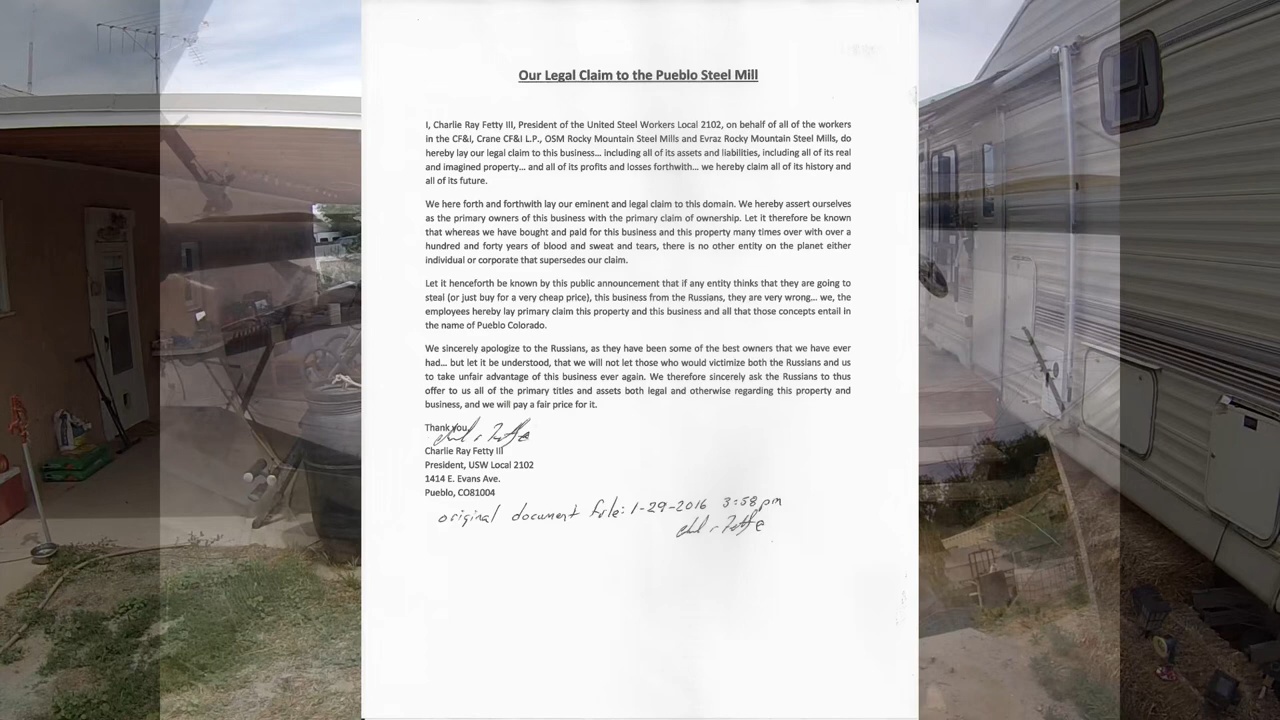 Our Legal Claim to the Pueblo Steel Mill
I, Charlie Ray Fetty III, President of the United Steel Workers Local 2102, on behalf of all of the workers
in the CF&I, Crane CF&I L.P., OSM Rocky Mountain Steel Mills and Evraz Rocky Mountain Steel Mills, do
hereby lay our legal claim to this business... including all of its assets and liabilities, including all of its real
and imagined property... and all of its profits and losses forthwith... we hereby claim all of its history and
all of its future.
We here forth and forthwith lay our eminent and legal claim to this domain. We hereby assert ourselves
as the primary owners of this business with the primary claim of ownership. Let it therefore be known
that whereas we have bought and paid for this business and this property many times over with over a
hundred and forty years of blood and sweat and tears, there is no other entity on the planet either
individual or corporate that supersedes our claim.
Let it henceforth be known by this public announcement that if any entity thinks that they are going to
steal (or just buy for a very cheap price), this business from the Russians, they are very wrong... we, the
employees hereby lay primary claim this property and this business and all that those concepts entail in
the name of Pueblo Colorado.
We sincerely apologize to the Russians, as they have been some of the best owners that we have ever
had... but let it be understood, that we will not let those who would victimize both the Russians and us
to take unfair advantage of this business ever again. We therefore sincerely ask the Russians to thus
offer to us all of the primary titles and assets both legal and otherwise regarding this property and
business, and we will pay a fair price for it.
Thank you,
Charlie Ray Fetty III
President, USW Local 2102
1414 E. Evans Ave.
Pueblo, CO81004
original document file: 1-29-2016 3:58 pm